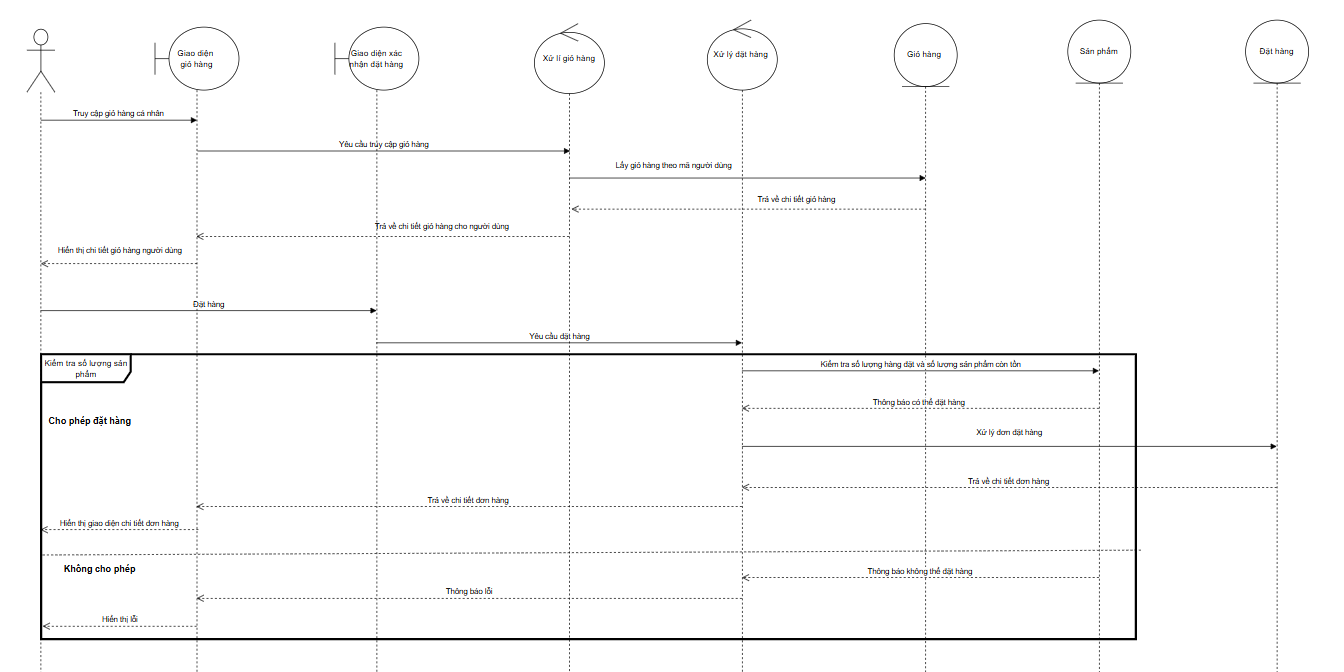 Giao diện
giỏ hàng
Giao diện xác
nhận đặt hàng
Xử lí giỏ hàng
Xử lý đặt hàng
Giỏ hàng
Sản phẩm
Đặt hàng
Truy cập giỏ hàng cá nhân
Yêu cầu truy cập giỏ hàng
Lấy giỏ hàng theo mã người dùng
Trả về chi tiết giỏ hàng
Trả về chi tiết giỏ hàng cho người dùng
Hiển thị chi tiết giỏ hàng người dùng
Đặt hàng
Yêu cầu đặt hàng
Kiểm tra số lượng sản
phẩm
Kiểm tra số lượng hàng đặt và số lượng sản phẩm còn tồn
Thông báo có thể đặt hàng
Cho phép đặt hàng
Xử lý đơn đặt hàng
Trả về chi tiết đơn hàng
Trả về chi tiết đơn hàng
Hiển thị giao diện chi tiết đơn hàng
Không cho phép
Thông báo không thể đặt hàng
Thông báo lỗi
Hiển thị lỗi